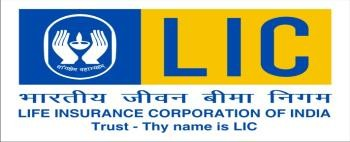 LIC
भारतीय जीवन बीमा निगम
LIFE INSURANCE CORPORATION OF INDIA
Trust - Thy name is LIC